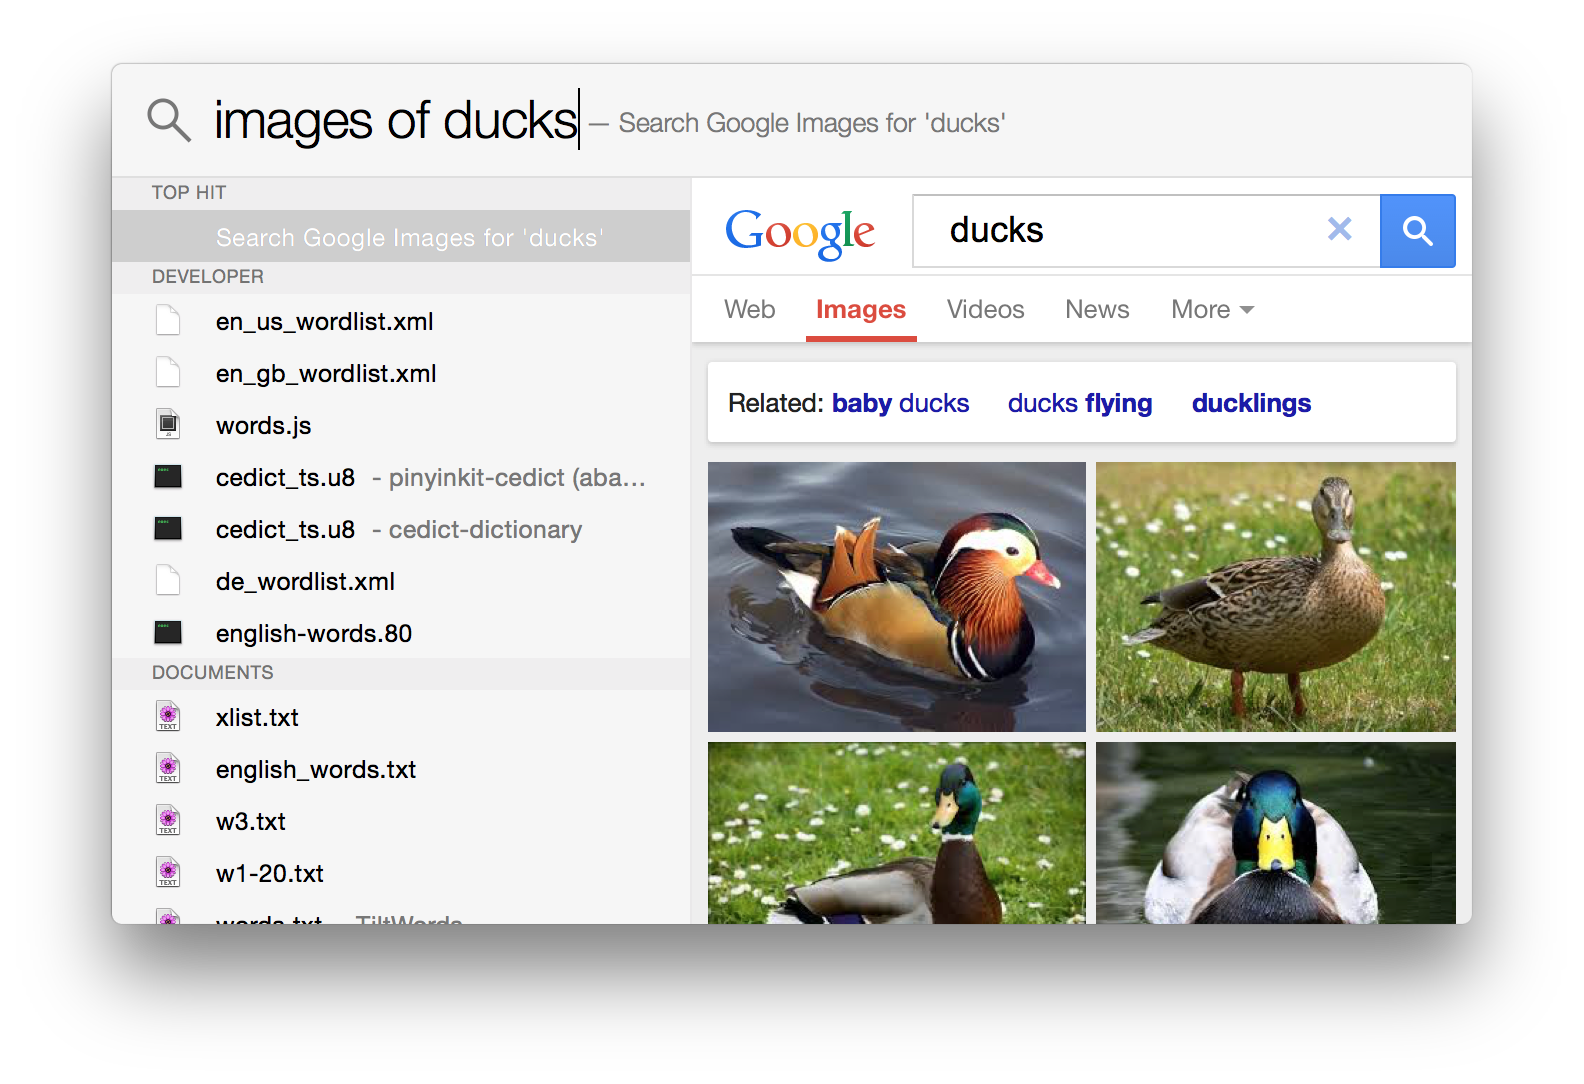 images of ducks — Search Google Images for 'ducks'
TOP HIT
Search Google Images for 'ducks'
DEVELOPER
en_us_wordlist.xml
en_gb_wordlist.xml
words.js
cedict_ts.u8 - pinyinkit-cedict (aba...
cedict_ts.u8 - cedict-dictionary
de_wordlist.xml
english-words.80
DOCUMENTS
xlist.txt
english_words.txt
w3.txt
w1-20.txt
words.txt — TiltWords
Google ducks
Web Images Videos News More
Related: baby ducks ducks flying ducklings